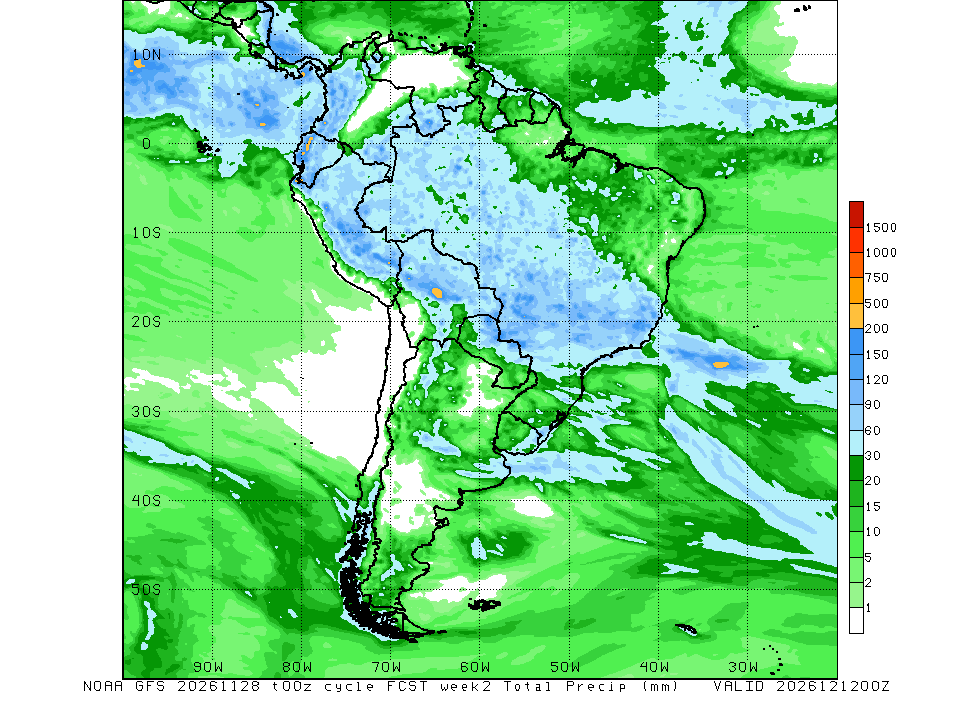 10N
0
10S
20S
30S
40S
50S
90W 80W 70W 60W 50W 40W 30W
1500
1000
750
500
200
150
120
90
60
30
20
15
10
5
2
1
NOAA GFS 20261128 t00z cycle FCST week2 Total Precip (mm) VALID 2026121200Z